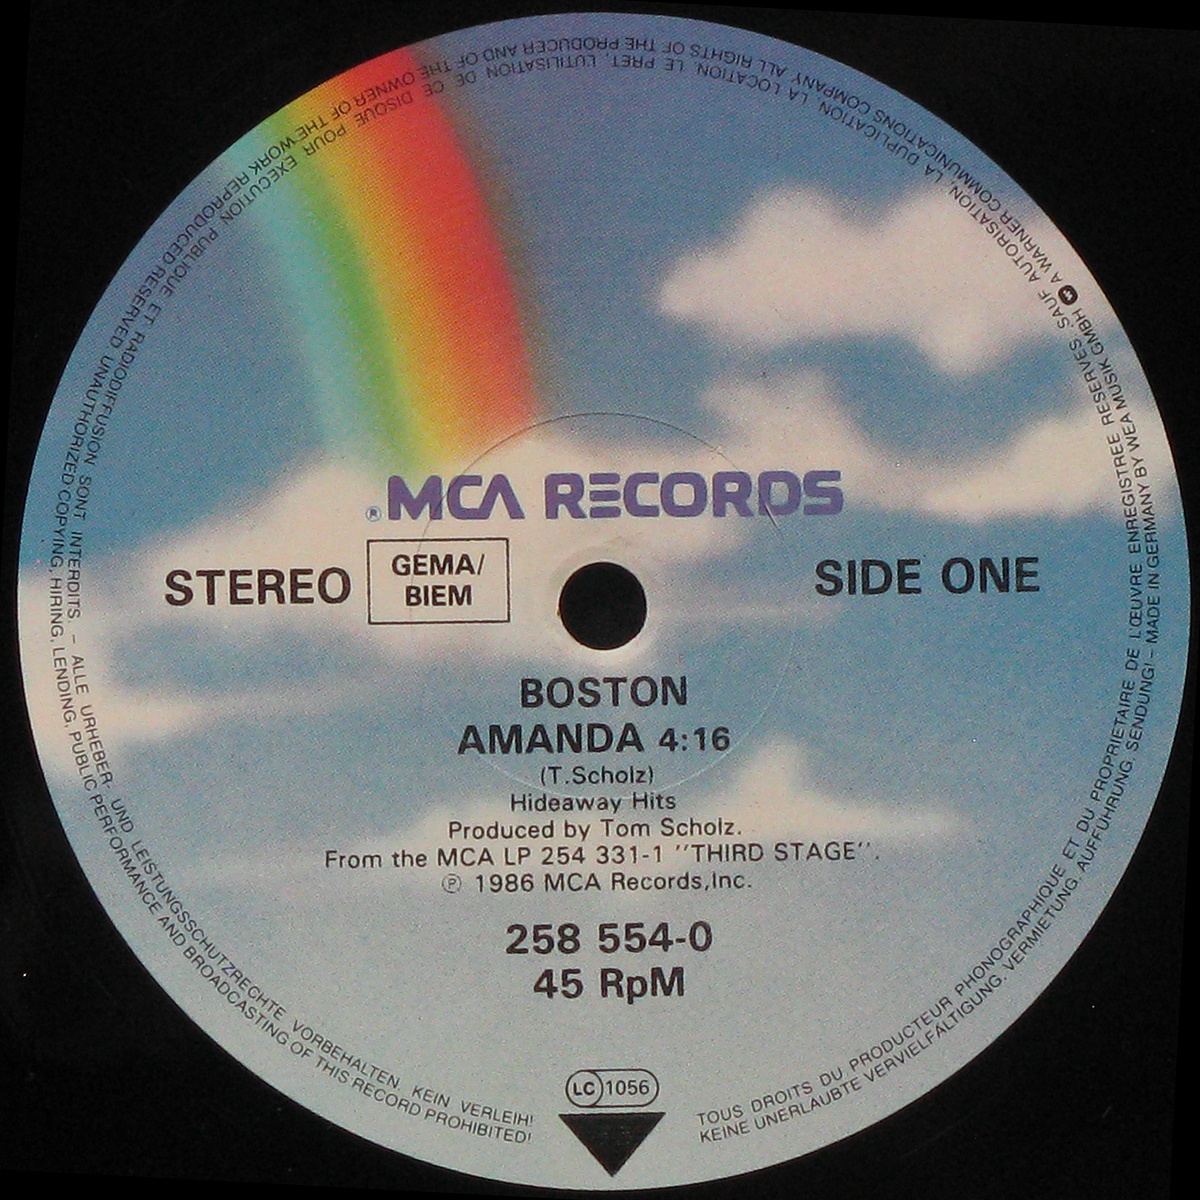 ® MCA RECORDS
STEREO
GEMA/
BIEM
SIDE ONE
BOSTON
AMANDA 4:16
(T.Scholz)
Hideaway Hits
Produced by Tom Scholz.
From the MCA LP 254 331-1 ''THIRD STAGE''.
℗ 1986 MCA Records,Inc.
258 554-0
45 RpM
LC 1056
TOUS DROITS DU PRODUCTEUR PHONOGRAPHIQUE ET DU PROPRIETAIRE DE L'ŒUVRE ENREGISTREE RESERVES. SAUF AUTORISATION, LA DUPLICATION, LA LOCATION, LE PRET, L'UTILISATION DE CE DISQUE POUR EXECUTION PUBLIQUE ET RADIODIFFUSION SONT INTERDITS – ALLE URHEBER- UND LEISTUNGSSCHUTZRECHTE VORBEHALTEN. KEIN VERLEIH!
KEINE UNERLAUBTE VERVIELFÄLTIGUNG, VERMIETUNG, AUFFÜHRUNG, SENDUNG! – MADE IN GERMANY BY WEA MUSIK GMBH A WARNER COMMUNICATIONS COMPANY ALL RIGHTS OF THE PRODUCER AND OF THE OWNER OF THE WORK REPRODUCED RESERVED UNAUTHORIZED COPYING, HIRING, LENDING, PUBLIC PERFORMANCE AND BROADCASTING OF THIS RECORD PROHIBITED!